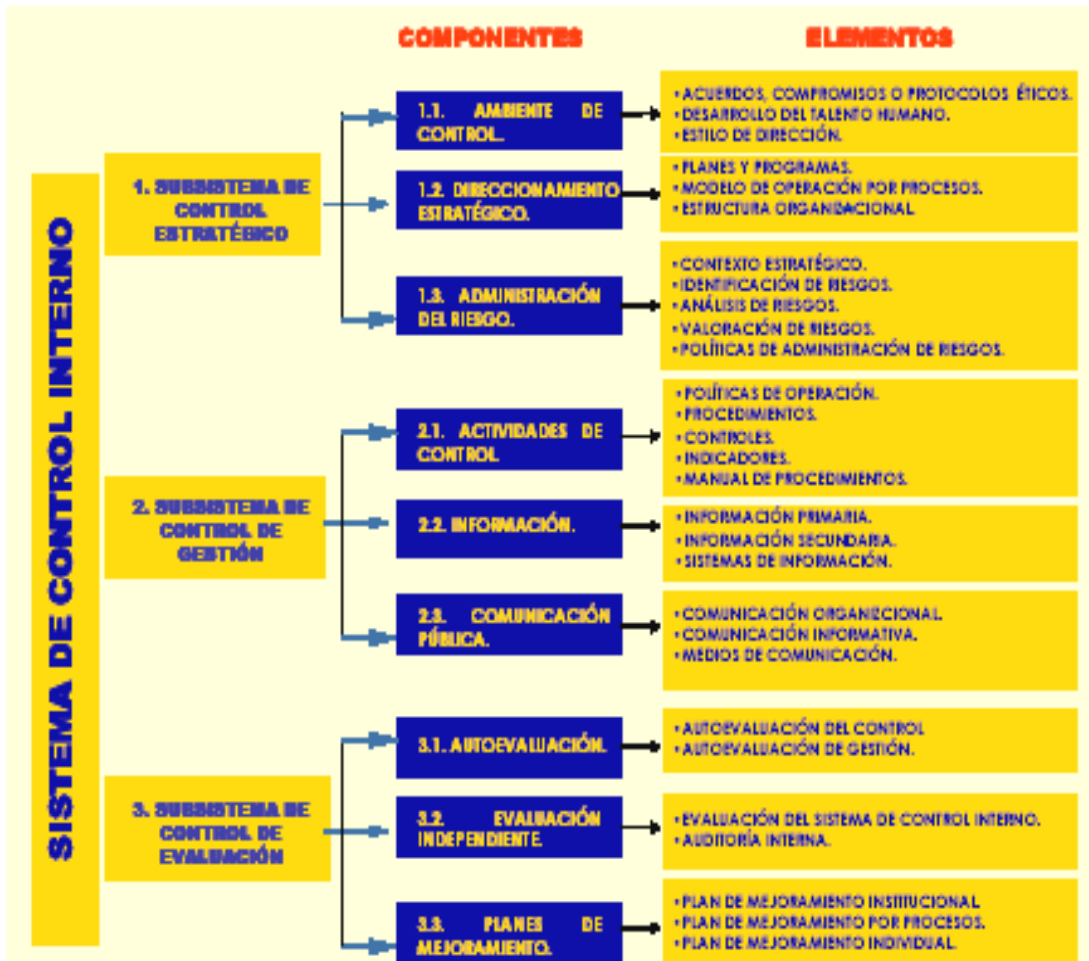 COMPONENTES
ELEMENTOS
SISTEMA DE CONTROL INTERNO
1. SUBSISTEMA DE
CONTROL
ESTRATÉGICO
1.1. AMBIENTE DE
CONTROL.
• ACUERDOS, COMPROMISOS O PROTOCOLOS ÉTICOS.
• DESARROLLO DEL TALENTO HUMANO.
• ESTILO DE DIRECCIÓN.
1.2. DIRECCIONAMIENTO
ESTRATÉGICO.
• PLANES Y PROGRAMAS.
• MODELO DE OPERACIÓN POR PROCESOS.
• ESTRUCTURA ORGANIZACIONAL
1.3. ADMINISTRACIÓN
DEL RIESGO.
• CONTEXTO ESTRATÉGICO.
• IDENTIFICACIÓN DE RIESGOS.
• ANÁLISIS DE RIESGOS.
• VALORACIÓN DE RIESGOS.
• POLÍTICAS DE ADMINISTRACIÓN DE RIESGOS.
2. SUBSISTEMA DE
CONTROL DE
GESTIÓN
2.1. ACTIVIDADES DE
CONTROL
• POLÍTICAS DE OPERACIÓN.
• PROCEDIMIENTOS.
• CONTROLES.
• INDICADORES.
• MANUAL DE PROCEDIMIENTOS.
2.2. INFORMACIÓN.
• INFORMACIÓN PRIMARIA.
• INFORMACIÓN SECUNDARIA.
• SISTEMAS DE INFORMACIÓN.
2.3. COMUNICACIÓN
PÚBLICA.
• COMUNICACIÓN ORGANIZCIONAL
• COMUNICACIÓN INFORMATIVA.
• MEDIOS DE COMUNICACIÓN.
3. SUBSISTEMA DE
CONTROL DE
EVALUACIÓN
3.1. AUTOEVALUACIÓN.
• AUTOEVALUACIÓN DEL CONTROL
• AUTOEVALUACIÓN DE GESTIÓN.
3.2. EVALUACIÓN
INDEPENDIENTE.
• EVALUACIÓN DEL SISTEMA DE CONTROL INTERNO.
• AUDITORÍA INTERNA.
3.3. PLANES DE
MEJORAMIENTO.
• PLAN DE MEJORAMIENTO INSTITUCIONAL
• PLAN DE MEJORAMIENTO POR PROCESOS.
• PLAN DE MEJORAMIENTO INDIVIDUAL.